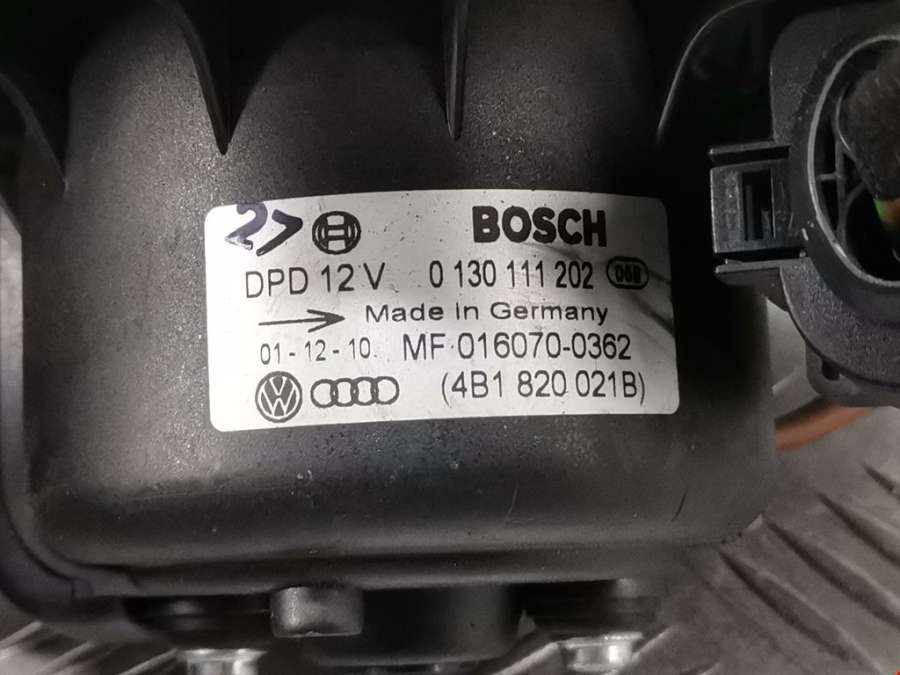 2>
BOSCH
DPD 12 V 0 130 111 202
Made in Germany
01-12-10. MF·016070-0362
(4B1 820 021B)